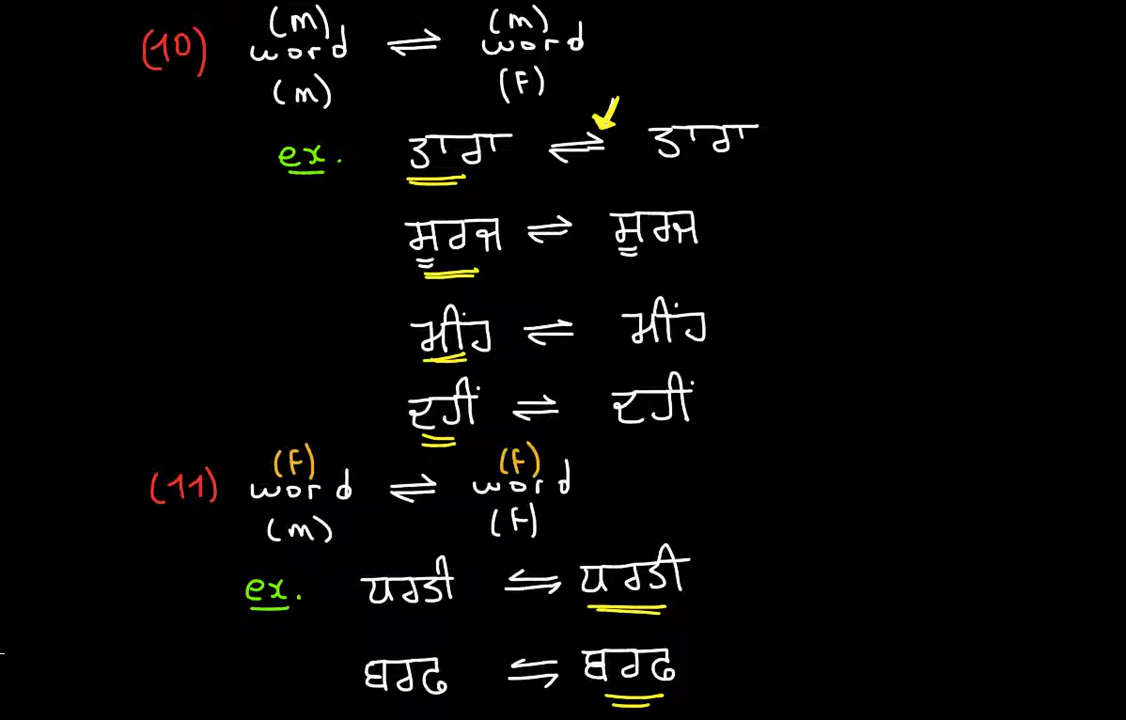 (10) (m) word (m) ⇌ (m) word (F)
ex. ਤਾਰਾ ⇌ ਤਾਰਾ
ਸੂਰਜ ⇌ ਸੂਰਜ
ਮੀਂਹ ⇌ ਮੀਂਹ
ਦਹੀਂ ⇌ ਦਹੀਂ
(11) (F) word (m) ⇌ (F) word (F)
ex. ਧਰਤੀ ⇋ ਧਰਤੀ
ਬਰਫ ⇋ ਬਰਫ